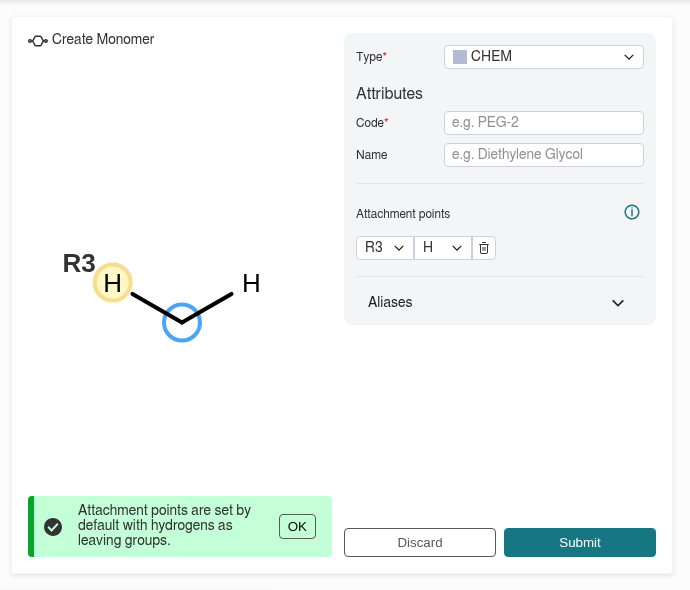 Create Monomer
Type*
CHEM
Attributes
Code*
e.g. PEG-2
Name
e.g. Diethylene Glycol
Attachment points
R3
H
Aliases
R3
H
H
Attachment points are set by
default with hydrogens as
leaving groups.
OK
Discard
Submit